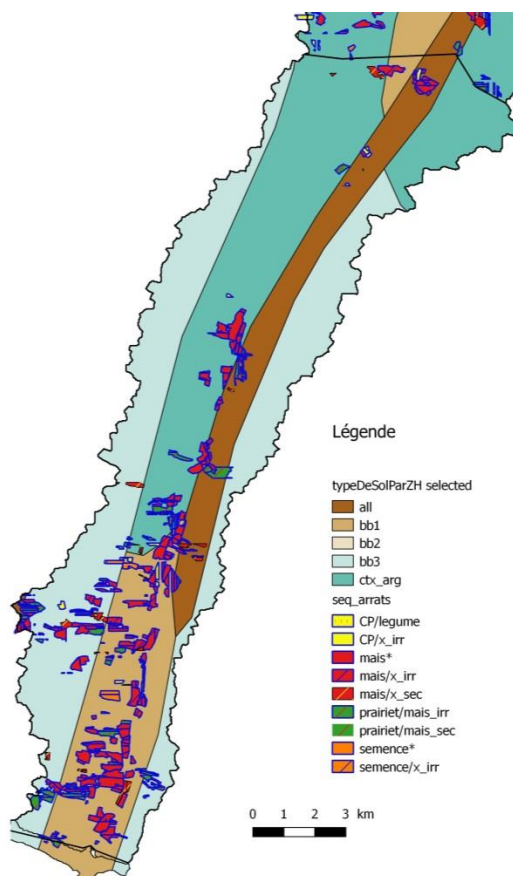 Légende
typeDeSolParZH selected
all
bb1
bb2
bb3
ctx_arg
seq_arrats
CP/legume
CP/x_irr
mais*
mais/x_irr
mais/x_sec
prairiet/mais_irr
prairiet/mais_sec
semence*
semence/x_irr
0 1 2 3 km